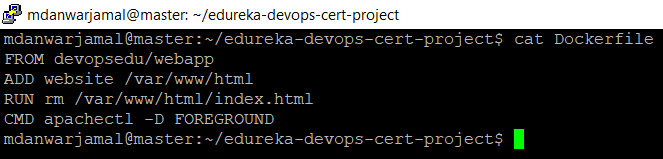 mdanwarjamal@master: ~/edureka-devops-cert-project
mdanwarjamal@master:~/edureka-devops-cert-project$ cat Dockerfile
FROM devopsedu/webapp
ADD website /var/www/html
RUN rm /var/www/html/index.html
CMD apachectl -D FOREGROUND
mdanwarjamal@master:~/edureka-devops-cert-project$